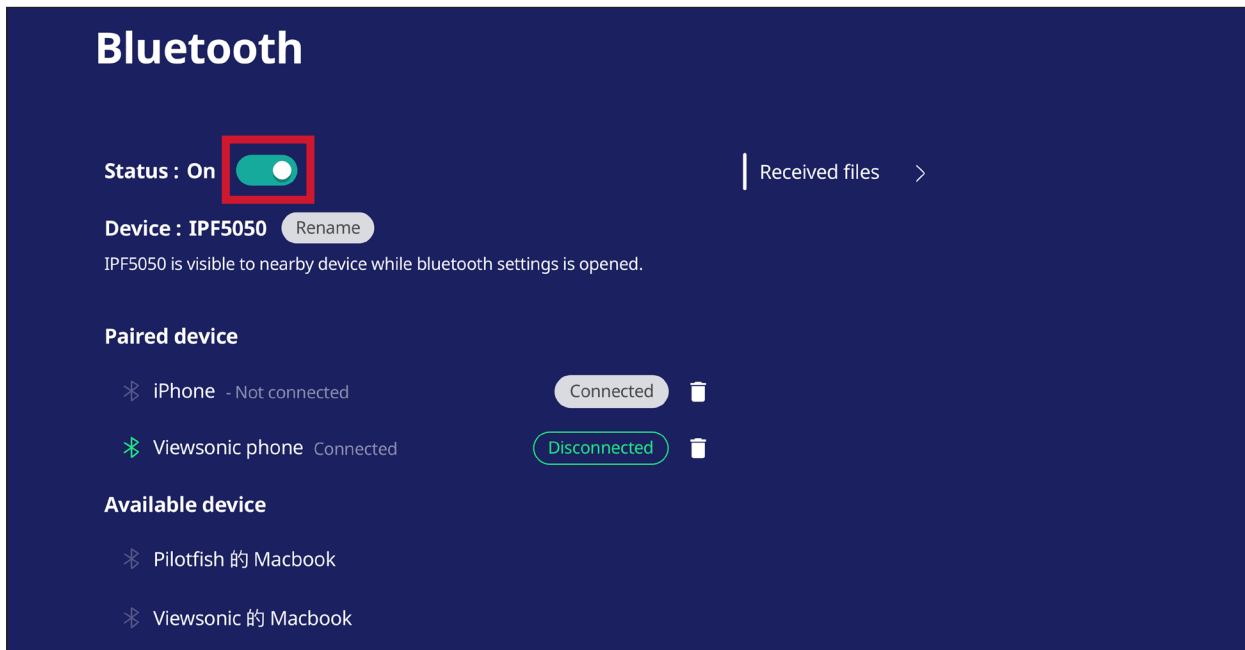 Bluetooth
Status : On
Received files
Device : IPF5050 Rename
IPF5050 is visible to nearby device while bluetooth settings is opened.
Paired device
iPhone - Not connected Connected
Viewsonic phone Connected Disconnected
Available device
Pilotfish 的 Macbook
Viewsonic 的 Macbook